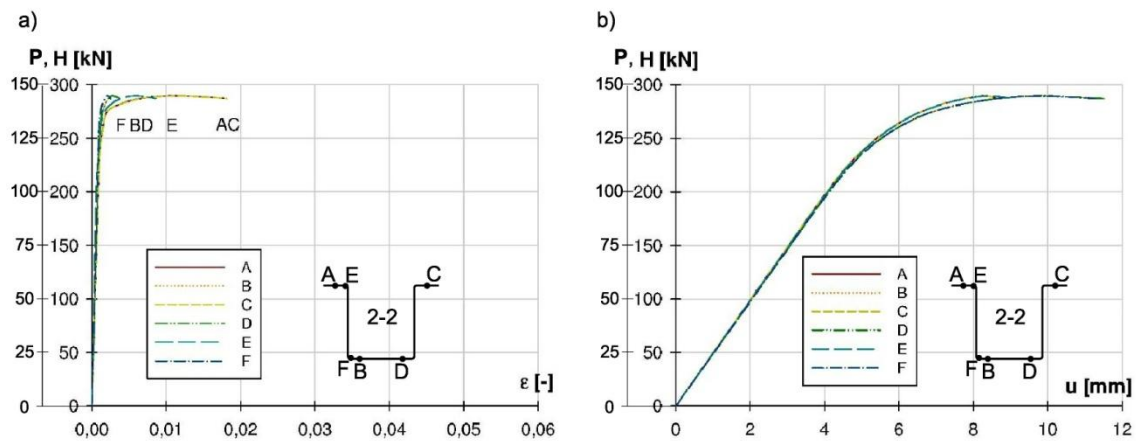 a)
P, H [kN]
150 300
125 250
100 200
75 150
50 100
25 50
0 0
F BD E AC
A
B
C
D
E
F
A E C
2-2
F B D
ε [-]
0,00 0,01 0,02 0,03 0,04 0,05 0,06
b)
P, H [kN]
150 300
125 250
100 200
75 150
50 100
25 50
0 0
A
B
C
D
E
F
A E C
2-2
F B D
u [mm]
0 2 4 6 8 10 12